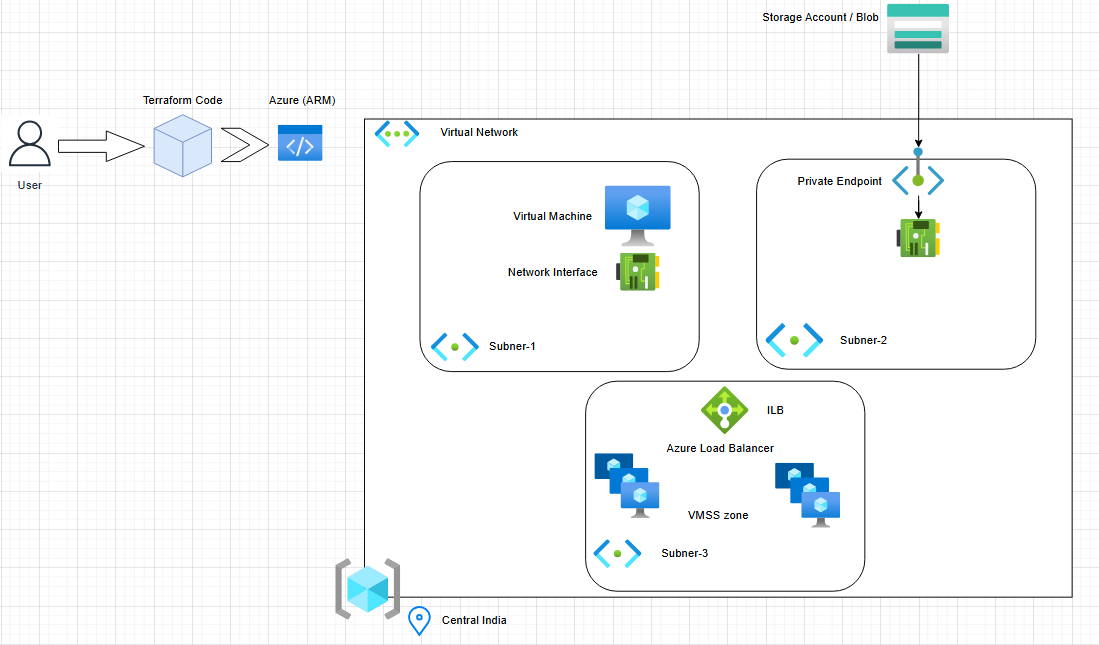 Storage Account / Blob
Terraform Code
Azure (ARM)
User
Virtual Network
Virtual Machine
Network Interface
Subner-1
Private Endpoint
Subner-2
ILB
Azure Load Balancer
VMSS zone
Subner-3
Central India